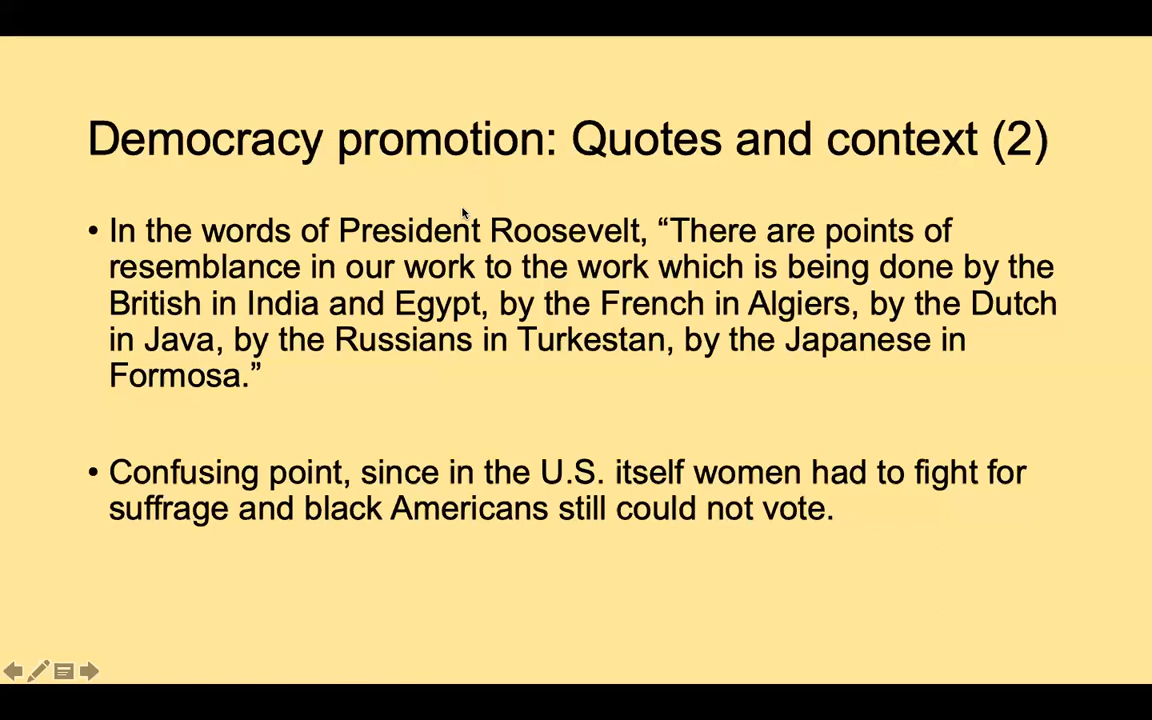 Democracy promotion: Quotes and context (2)
• In the words of President Roosevelt, “There are points of
resemblance in our work to the work which is being done by the
British in India and Egypt, by the French in Algiers, by the Dutch
in Java, by the Russians in Turkestan, by the Japanese in
Formosa.”
• Confusing point, since in the U.S. itself women had to fight for
suffrage and black Americans still could not vote.